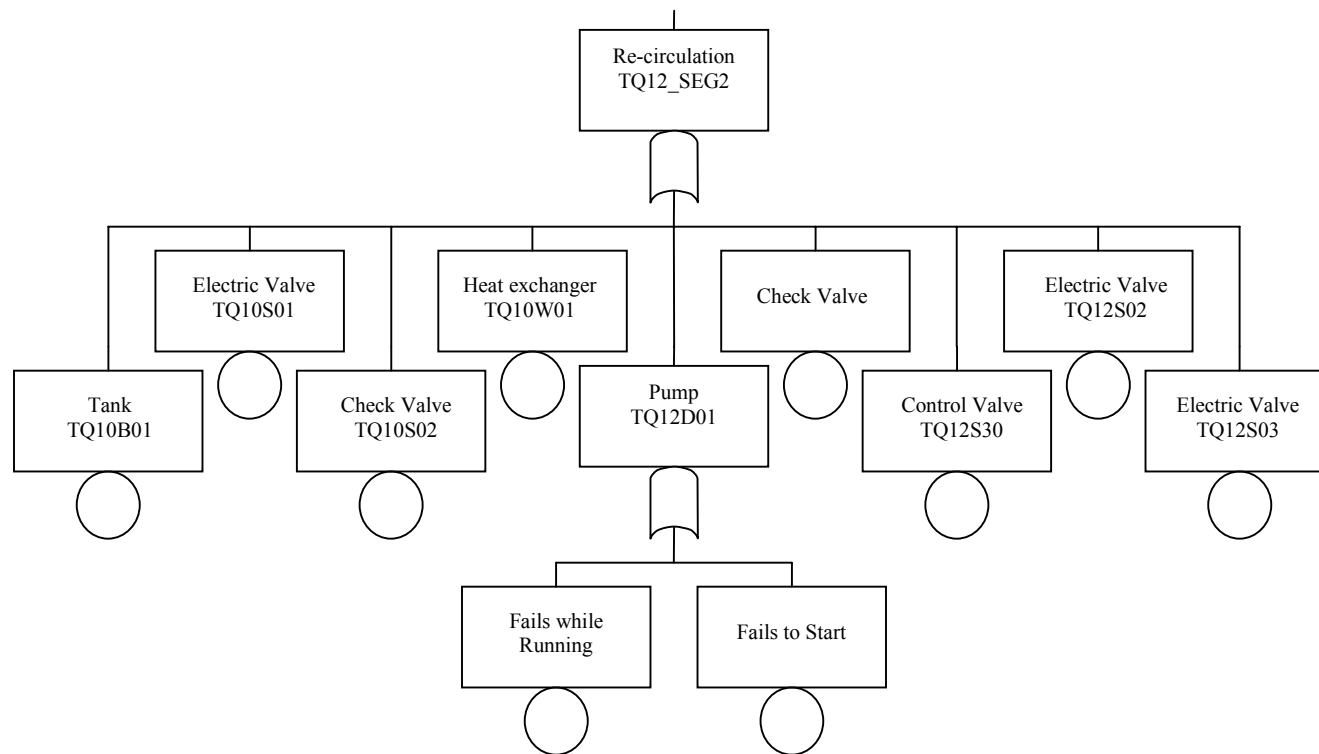 Re-circulation
TQ12_SEG2
Electric Valve
TQ10S01
Heat exchanger
TQ10W01
Check Valve
Electric Valve
TQ12S02
Tank
TQ10B01
Check Valve
TQ10S02
Pump
TQ12D01
Control Valve
TQ12S30
Electric Valve
TQ12S03
Fails while
Running
Fails to Start